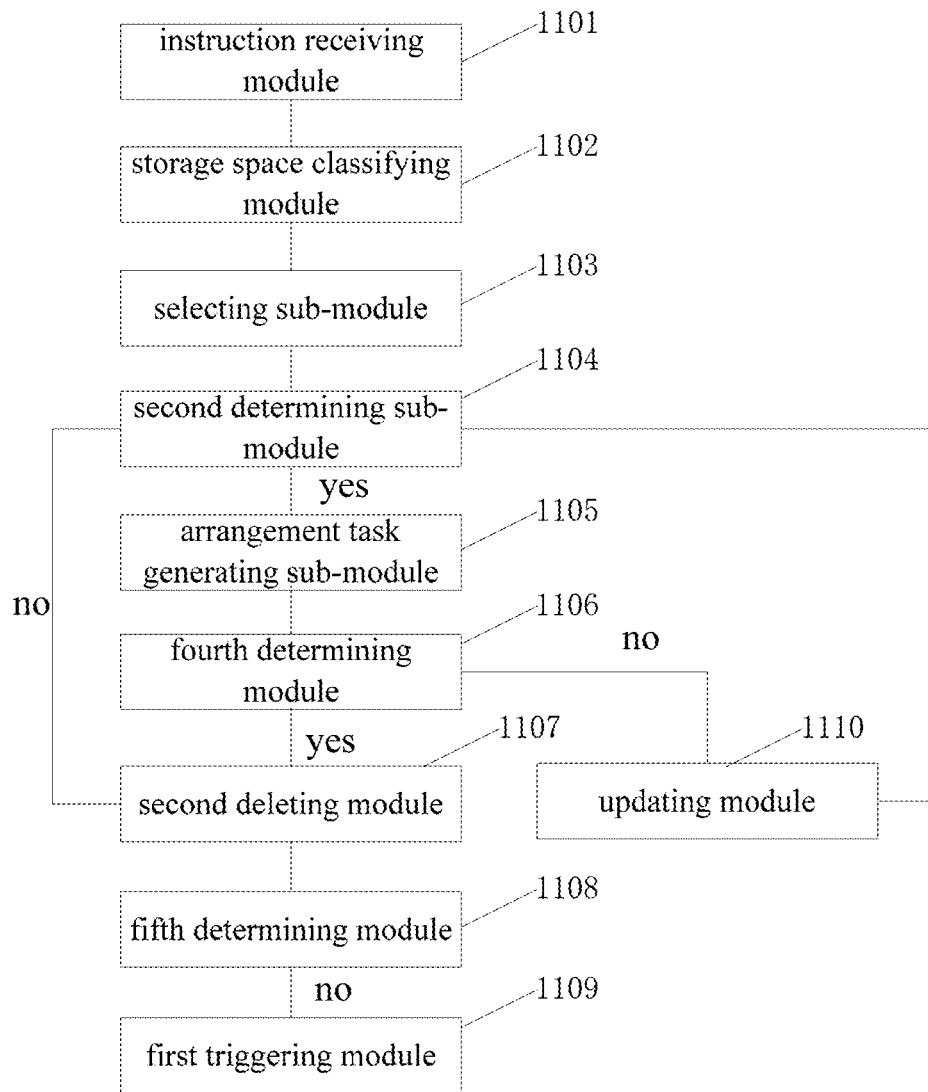 1101
instruction receiving
module
1102
storage space classifying
module
1103
selecting sub-module
1104
second determining sub-
module
yes
1105
arrangement task
generating sub-module
no
1106
fourth determining
module
no
yes
1107
1110
second deleting module
updating module
1108
fifth determining module
no
1109
first triggering module